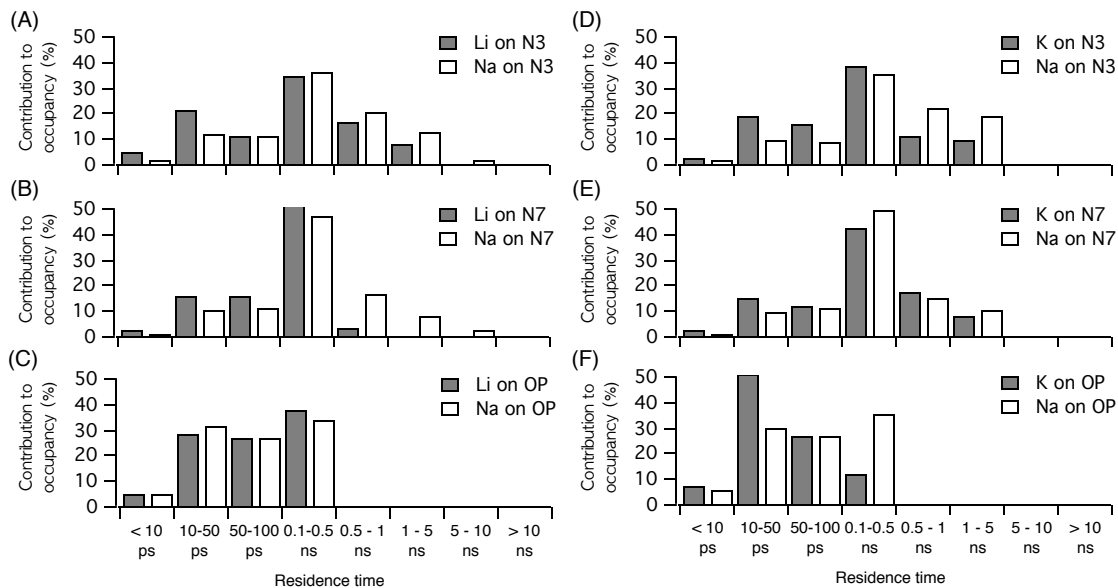 (A)
Contribution to
occupancy (%)
50
40
30
20
10
0
Li on N3
Na on N3
(B)
Contribution to
occupancy (%)
50
40
30
20
10
0
Li on N7
Na on N7
(C)
Contribution to
occupancy (%)
50
40
30
20
10
0
Li on OP
Na on OP
< 10 10-50 50-100 0.1-0.5 0.5 - 1 1 - 5 5 - 10 > 10
ps ps ps ns ns ns ns ns
Residence time
(D)
Contribution to
occupancy (%)
50
40
30
20
10
0
K on N3
Na on N3
(E)
Contribution to
occupancy (%)
50
40
30
20
10
0
K on N7
Na on N7
(F)
Contribution to
occupancy (%)
50
40
30
20
10
0
K on OP
Na on OP
< 10 10-50 50-100 0.1-0.5 0.5 - 1 1 - 5 5 - 10 > 10
ps ps ps ns ns ns ns ns
Residence time